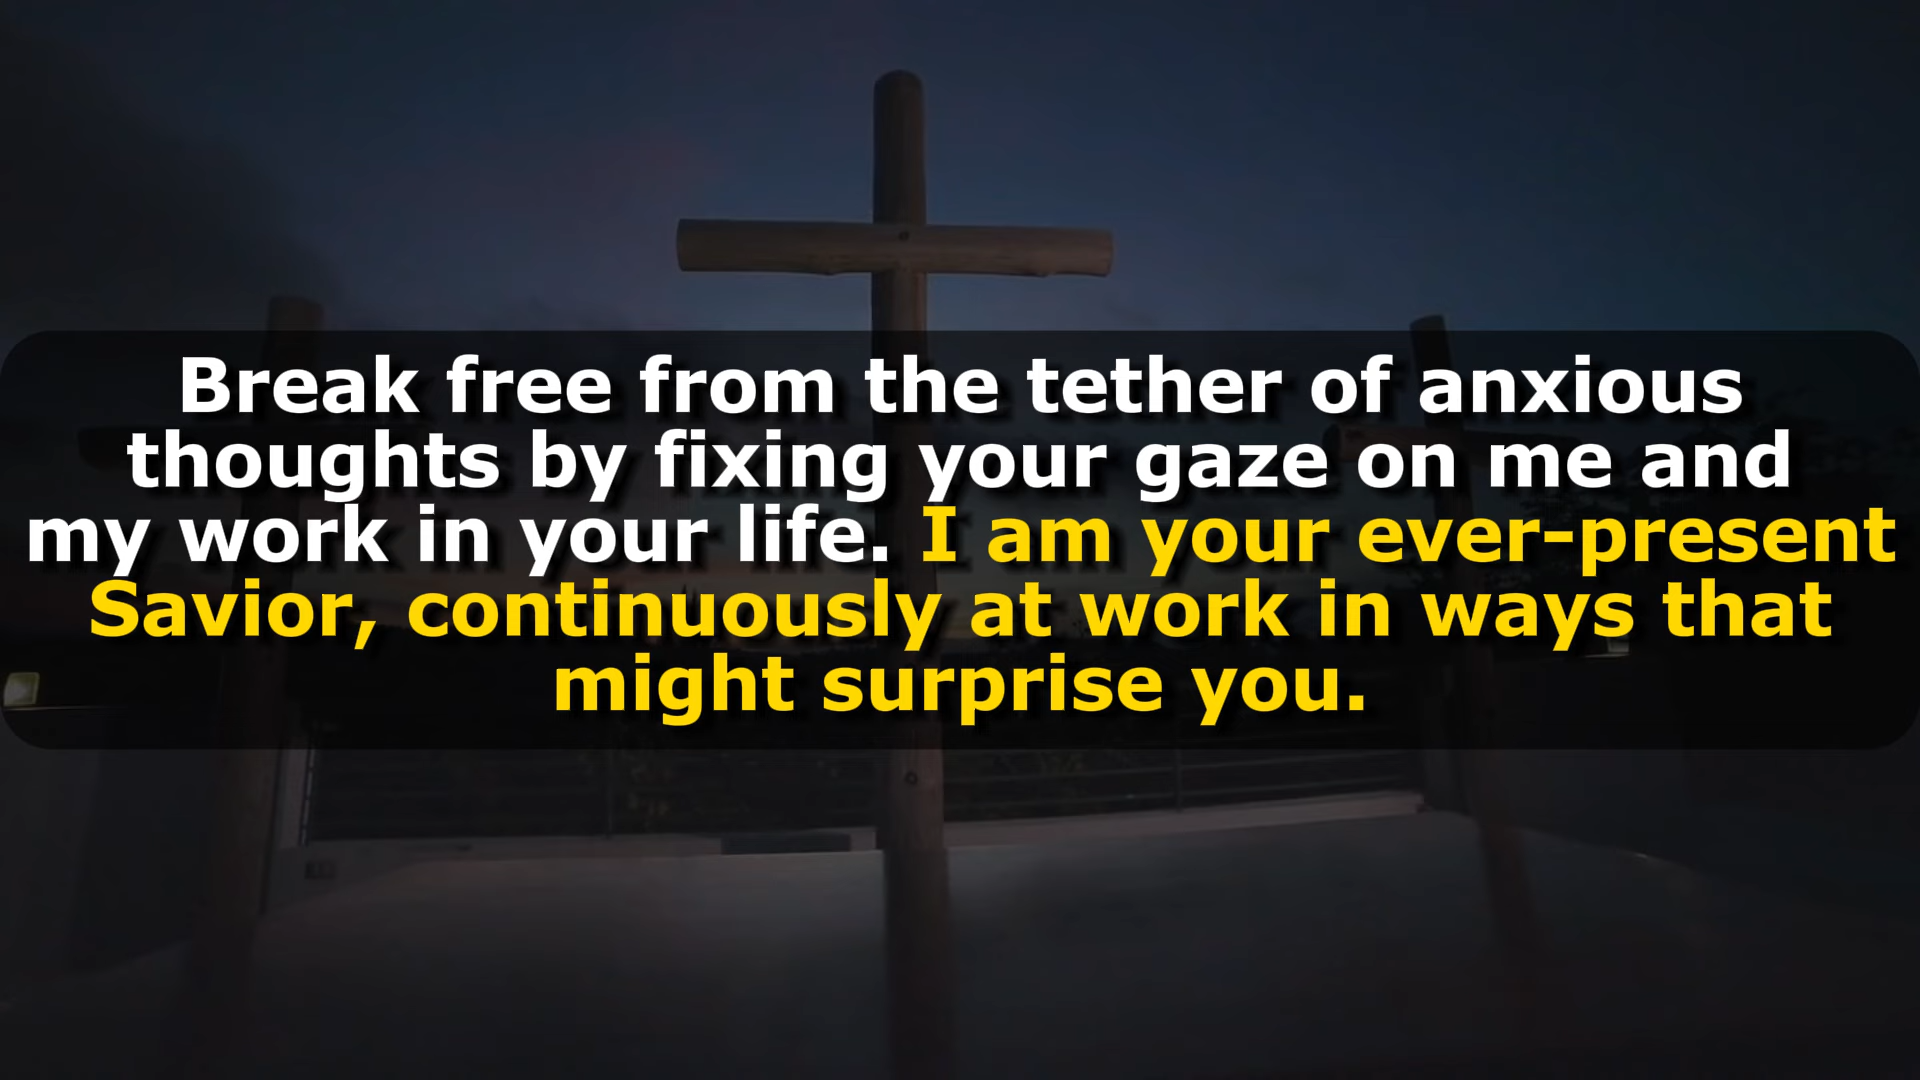 Break free from the tether of anxious
thoughts by fixing your gaze on me and
my work in your life. I am your ever-present
Savior, continuously at work in ways that
might surprise you.